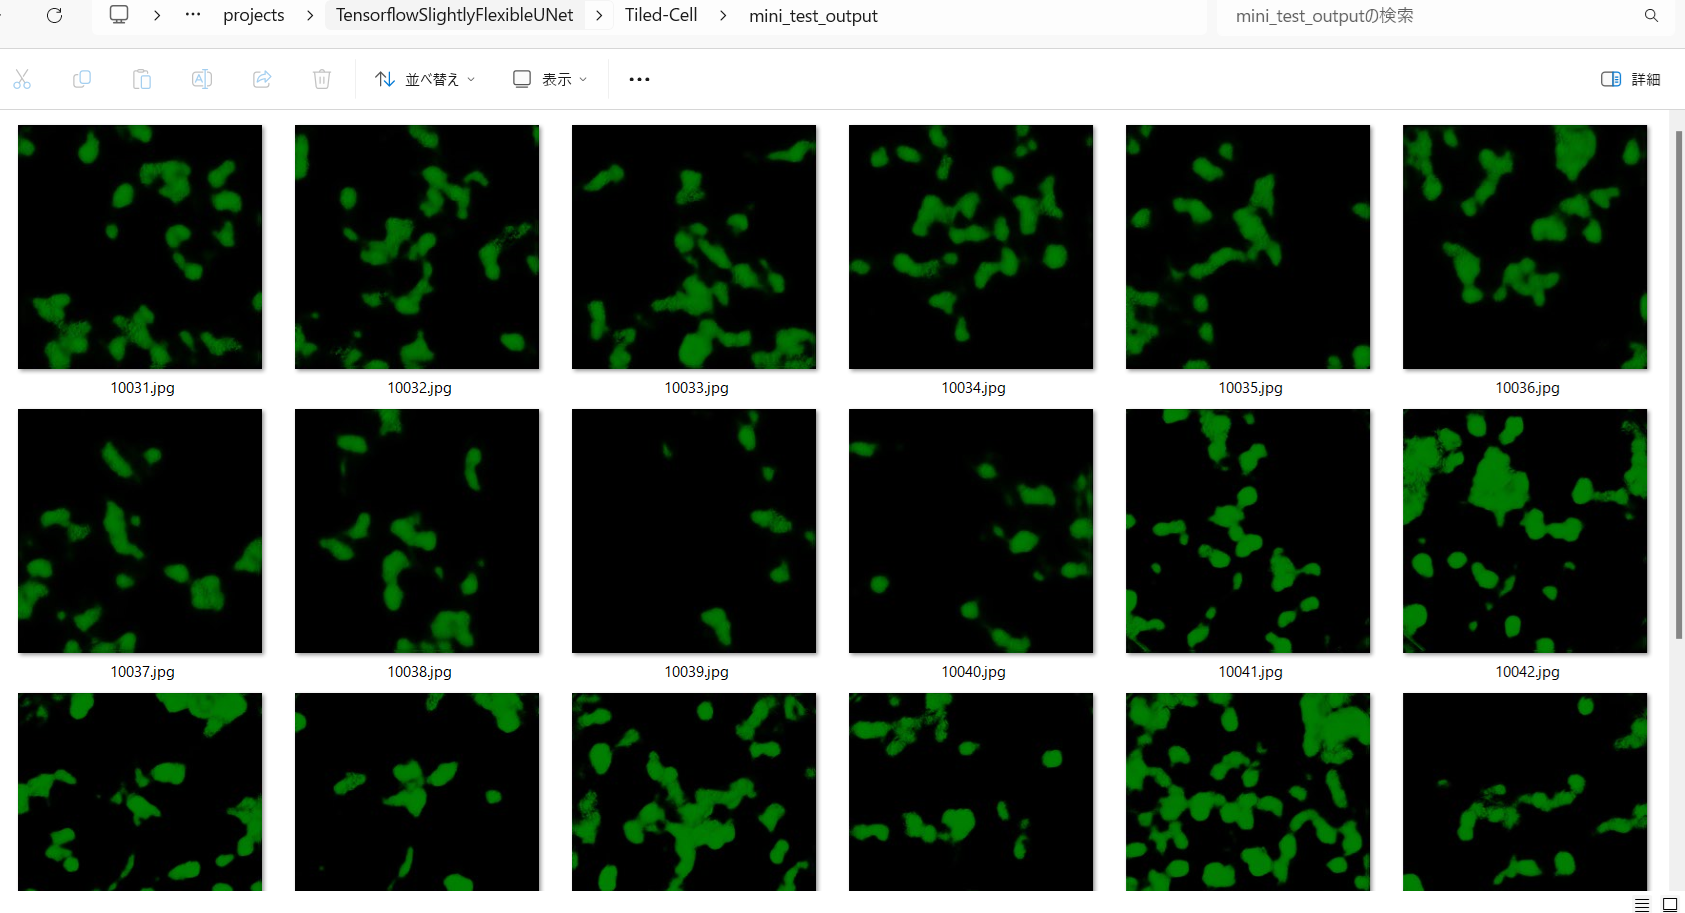 projects > TensorflowSlightlyFlexibleUNet > Tiled-Cell > mini_test_output
mini_test_outputの検索
並べ替え
表示
詳細
10031.jpg
10032.jpg
10033.jpg
10034.jpg
10035.jpg
10036.jpg
10037.jpg
10038.jpg
10039.jpg
10040.jpg
10041.jpg
10042.jpg